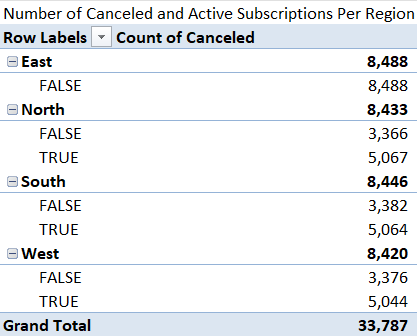 Number of Canceled and Active Subscriptions Per Region
Row Labels Count of Canceled
East 8,488
FALSE 8,488
North 8,433
FALSE 3,366
TRUE 5,067
South 8,446
FALSE 3,382
TRUE 5,064
West 8,420
FALSE 3,376
TRUE 5,044
Grand Total 33,787